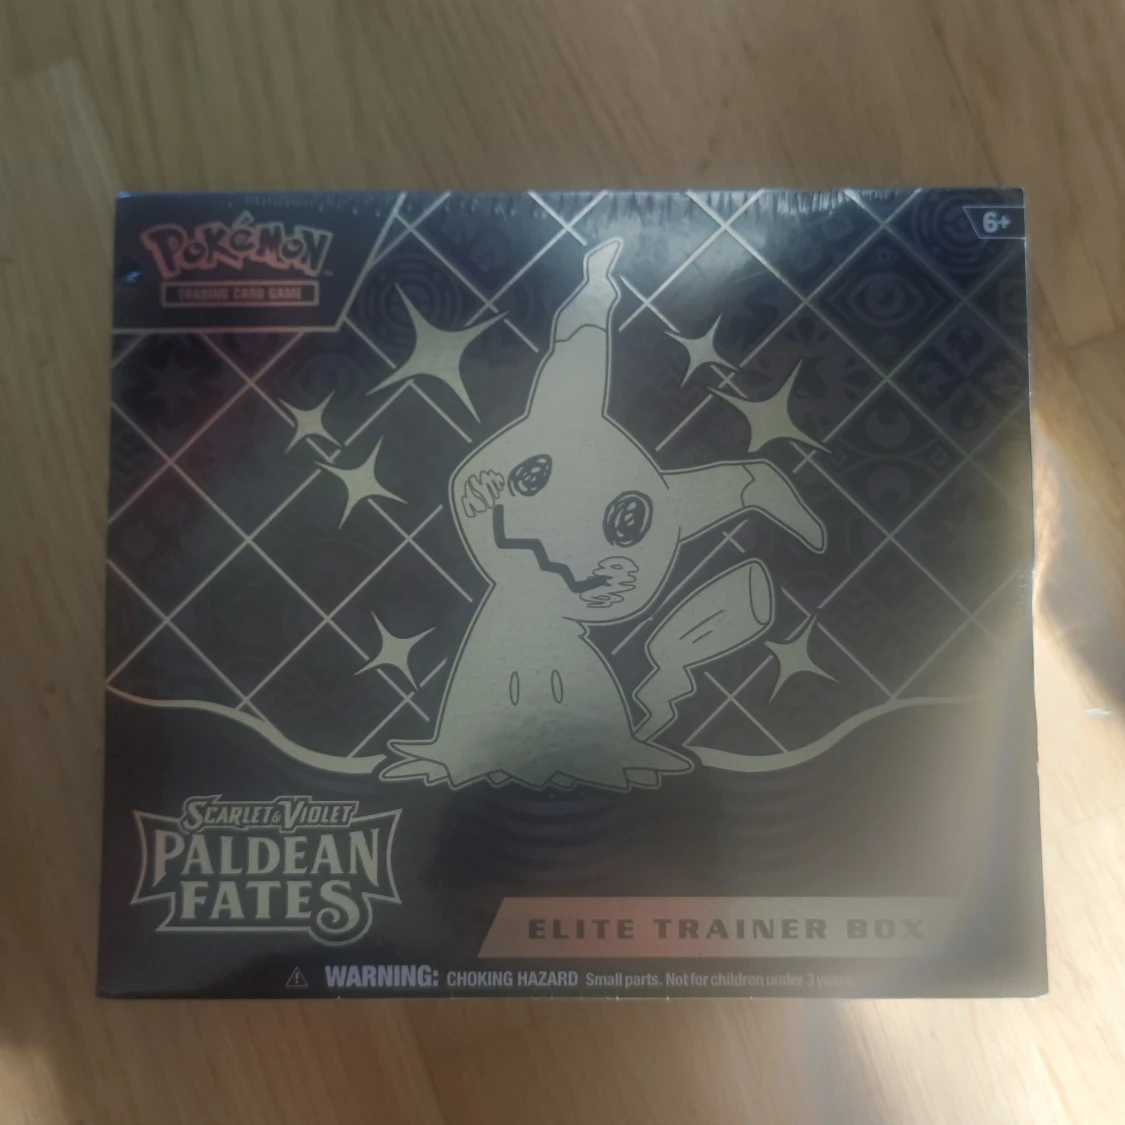 POKéMON
TRADING CARD GAME
6+
SCARLET & VIOLET
PALDEAN
FATES
ELITE TRAINER BOX
WARNING: CHOKING HAZARD Small parts. Not for children under 3 years.